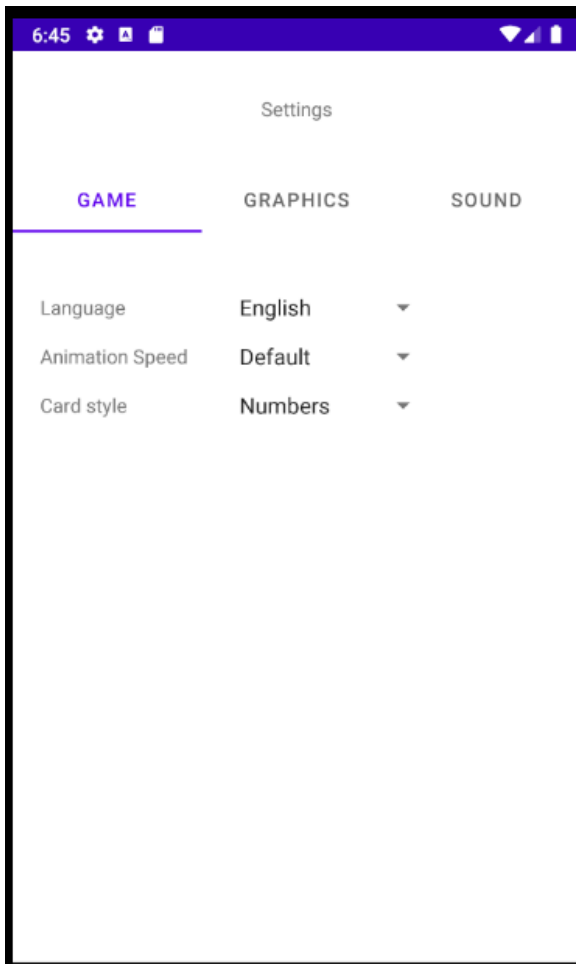 6:45
Settings
GAME GRAPHICS SOUND
Language English
Animation Speed Default
Card style Numbers